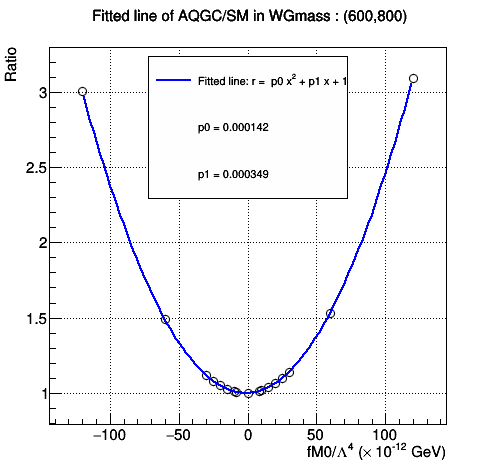 Fitted line of AQGC/SM in WGmass : (600,800)
Ratio
Fitted line: r = p0 x² + p1 x + 1
p0 = 0.000142
p1 = 0.000349
3
2.5
2
1.5
1
−100 −50 0 50 100
fM0/Λ⁴ (× 10⁻¹² GeV)